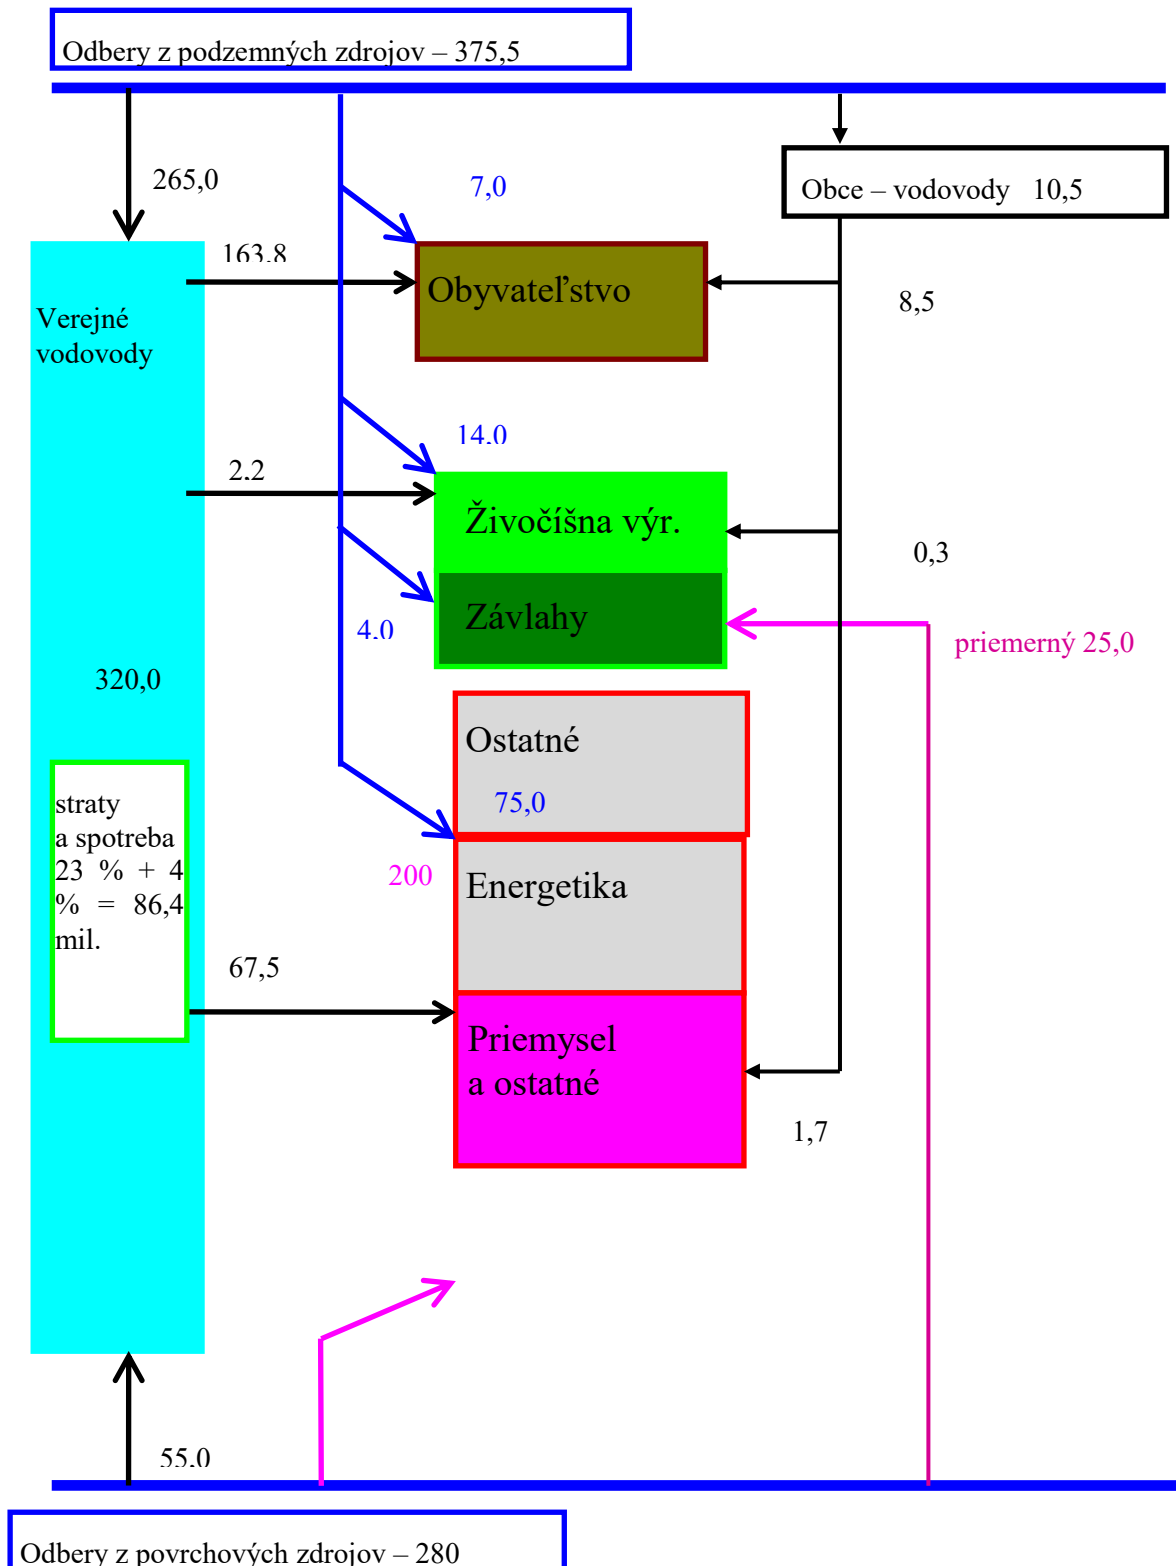 Odbery z podzemných zdrojov – 375,5
265,0
7,0
Obce – vodovody 10,5
163,8
Obyvateľstvo
8,5
Verejné
vodovody
14,0
2,2
Živočíšna výr.
0,3
Závlahy
4,0
priemerný 25,0
320,0
Ostatné
75,0
straty
a spotreba
23 % + 4
% = 86,4
mil.
200
Energetika
67,5
Priemysel
a ostatné
1,7
55,0
Odbery z povrchových zdrojov – 280